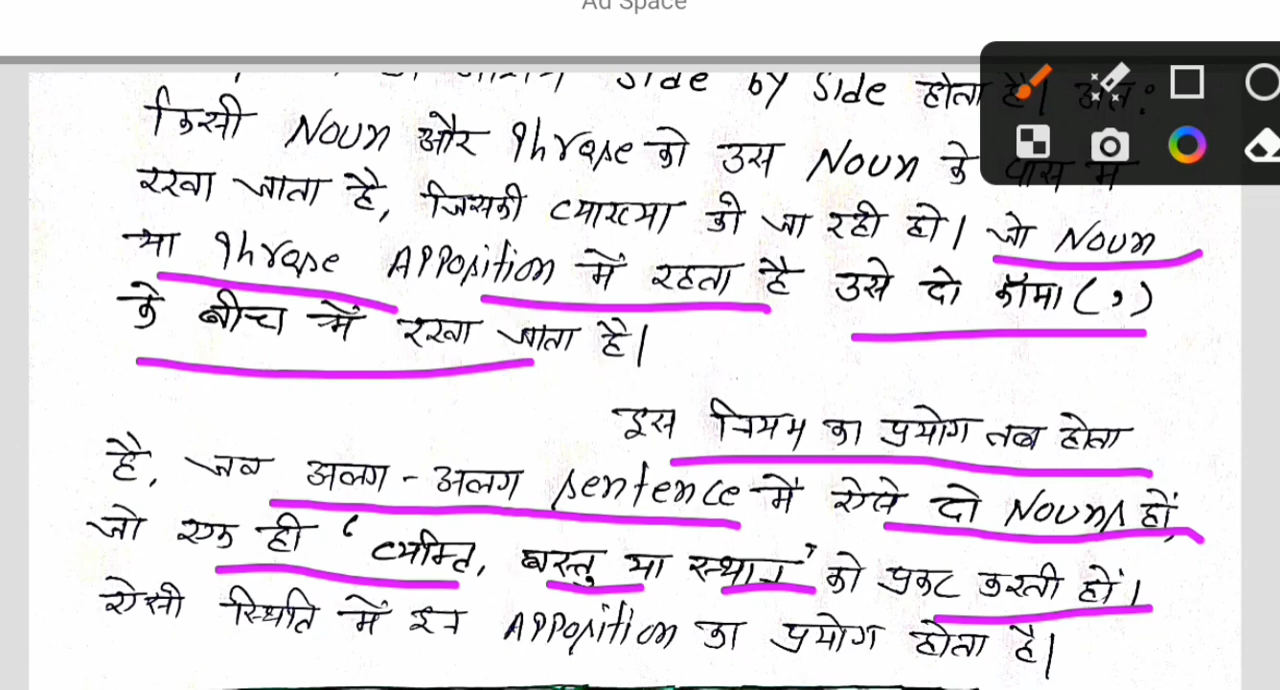 Ad Space
side by side होता है। अतः
किसी Noun और Phrase को उस Noun के पास में
रखा जाता है, जिसकी व्याख्या की जा रही हो। जो Noun
या Phrase Apposition में रहता है उसे दो कॉमा (,)
के बीच में रखा जाता है।
इस नियम का प्रयोग तब होता
है, जब अलग-अलग sentence में ऐसे दो Nouns हों,
जो एक ही ' व्यक्ति, वस्तु या स्थान ' को प्रकट करती हों।
ऐसी स्थिति में इन Apposition का प्रयोग होता है।